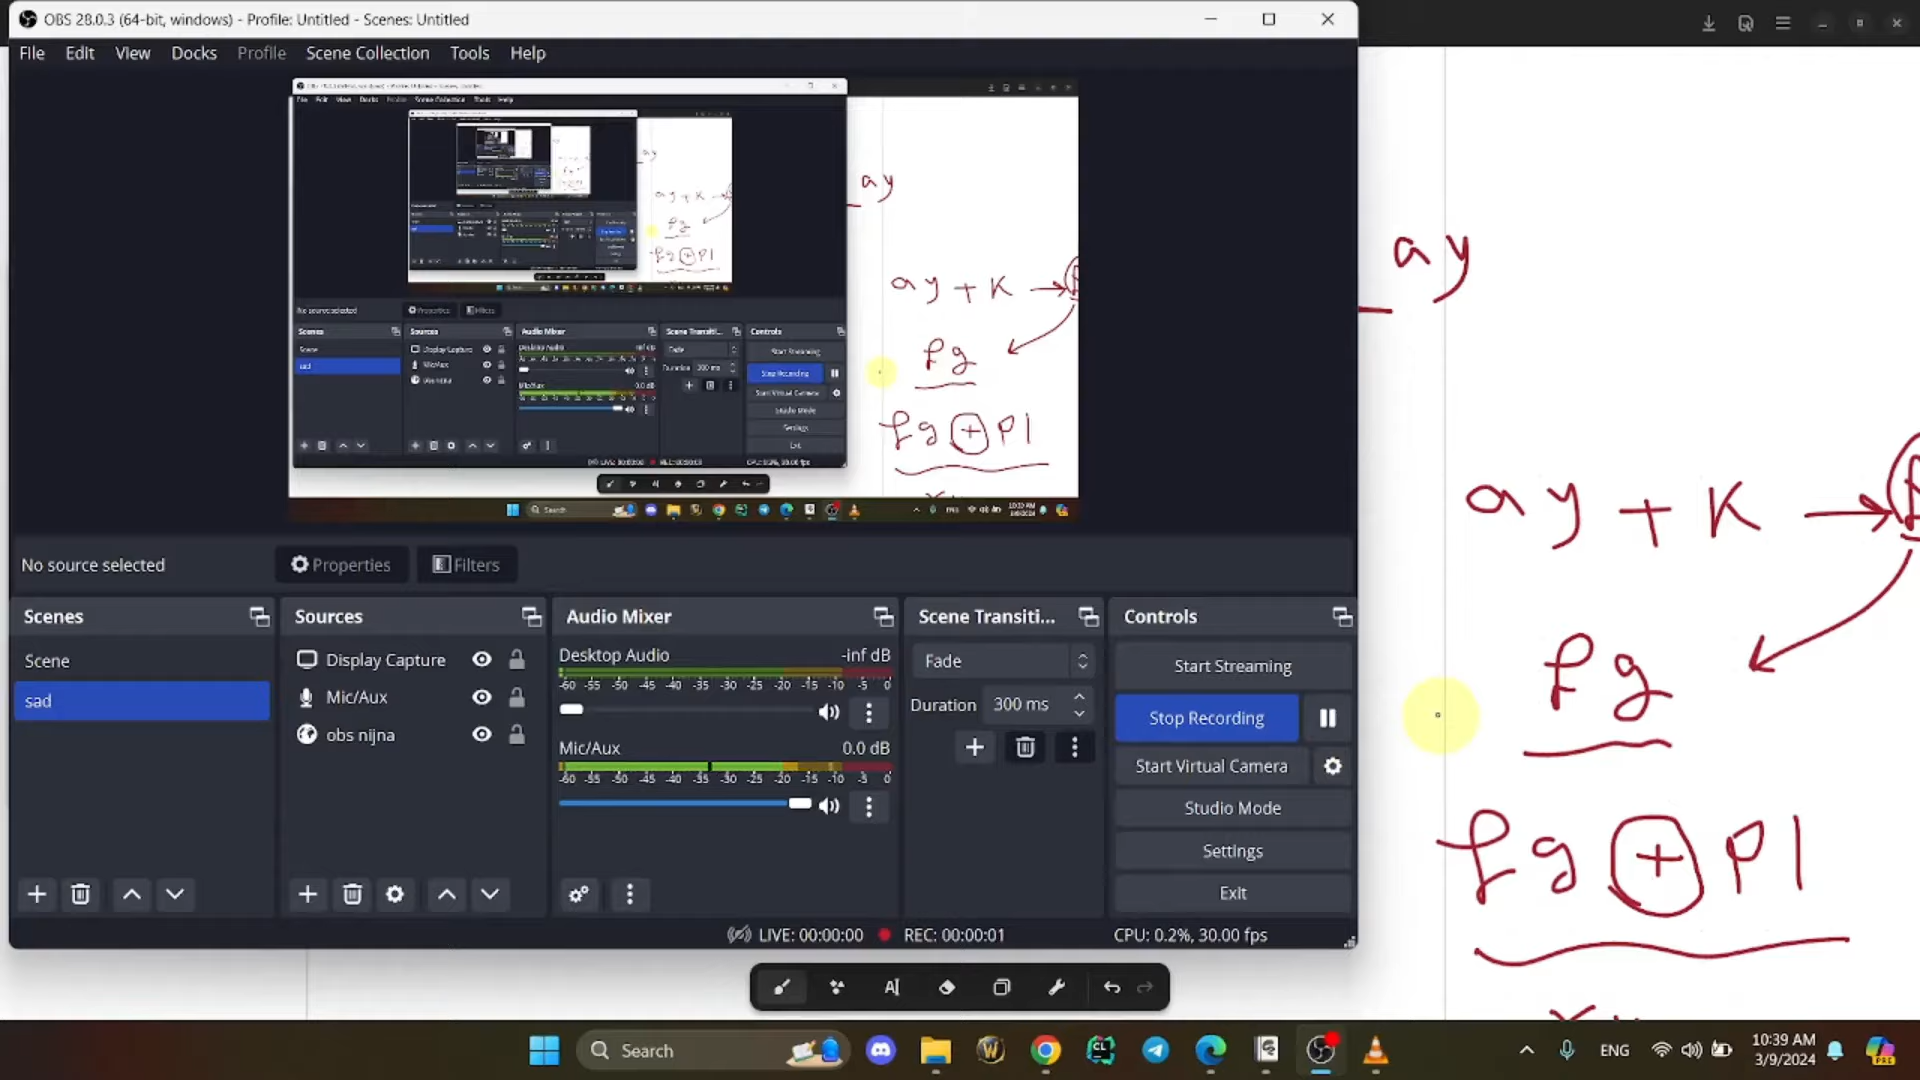 OBS 28.0.3 (64-bit, windows) - Profile: Untitled - Scenes: Untitled
File Edit View Docks Profile Scene Collection Tools Help
ay
ay + K →
fg
fg + Pl
No source selected Properties Filters
Scenes
Scene
sad
Sources
Display Capture
Mic/Aux
obs nijna
Audio Mixer
Desktop Audio -inf dB
-60 -55 -50 -45 -40 -35 -30 -25 -20 -15 -10 -5 0
Mic/Aux 0.0 dB
-60 -55 -50 -45 -40 -35 -30 -25 -20 -15 -10 -5 0
Scene Transiti...
Fade
Duration 300 ms
Controls
Start Streaming
Stop Recording
Start Virtual Camera
Studio Mode
Settings
Exit
LIVE: 00:00:00 REC: 00:00:01 CPU: 0.2%, 30.00 fps
ay
ay + K →
fg
fg + Pl
Search
ENG
10:39 AM
3/9/2024